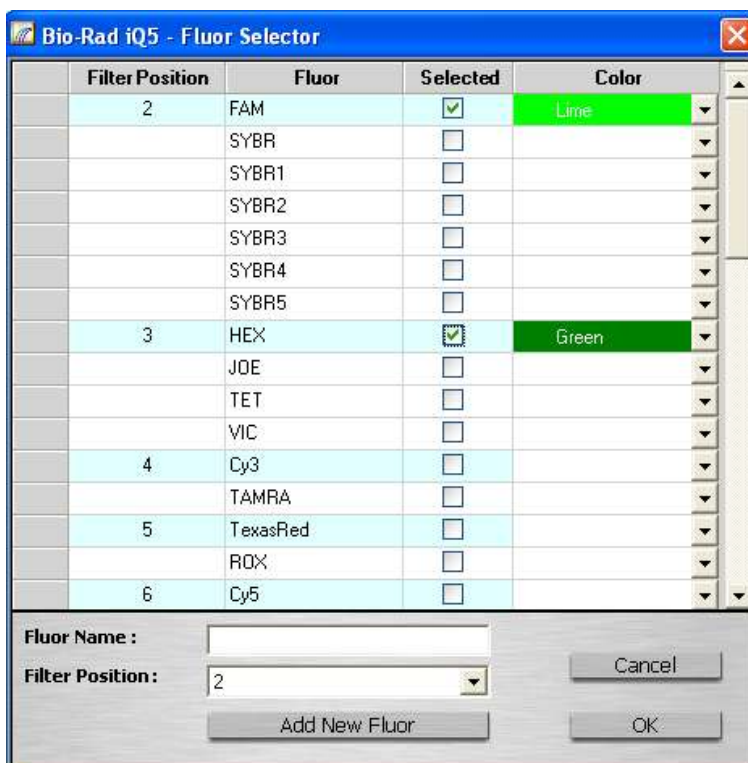 Bio-Rad iQ5 - Fluor Selector
Filter Position Fluor Selected Color
2 FAM Lime
SYBR
SYBR1
SYBR2
SYBR3
SYBR4
SYBR5
3 HEX Green
JOE
TET
VIC
4 Cy3
TAMRA
5 TexasRed
ROX
6 Cy5
Fluor Name :
Filter Position : 2
Cancel
Add New Fluor OK